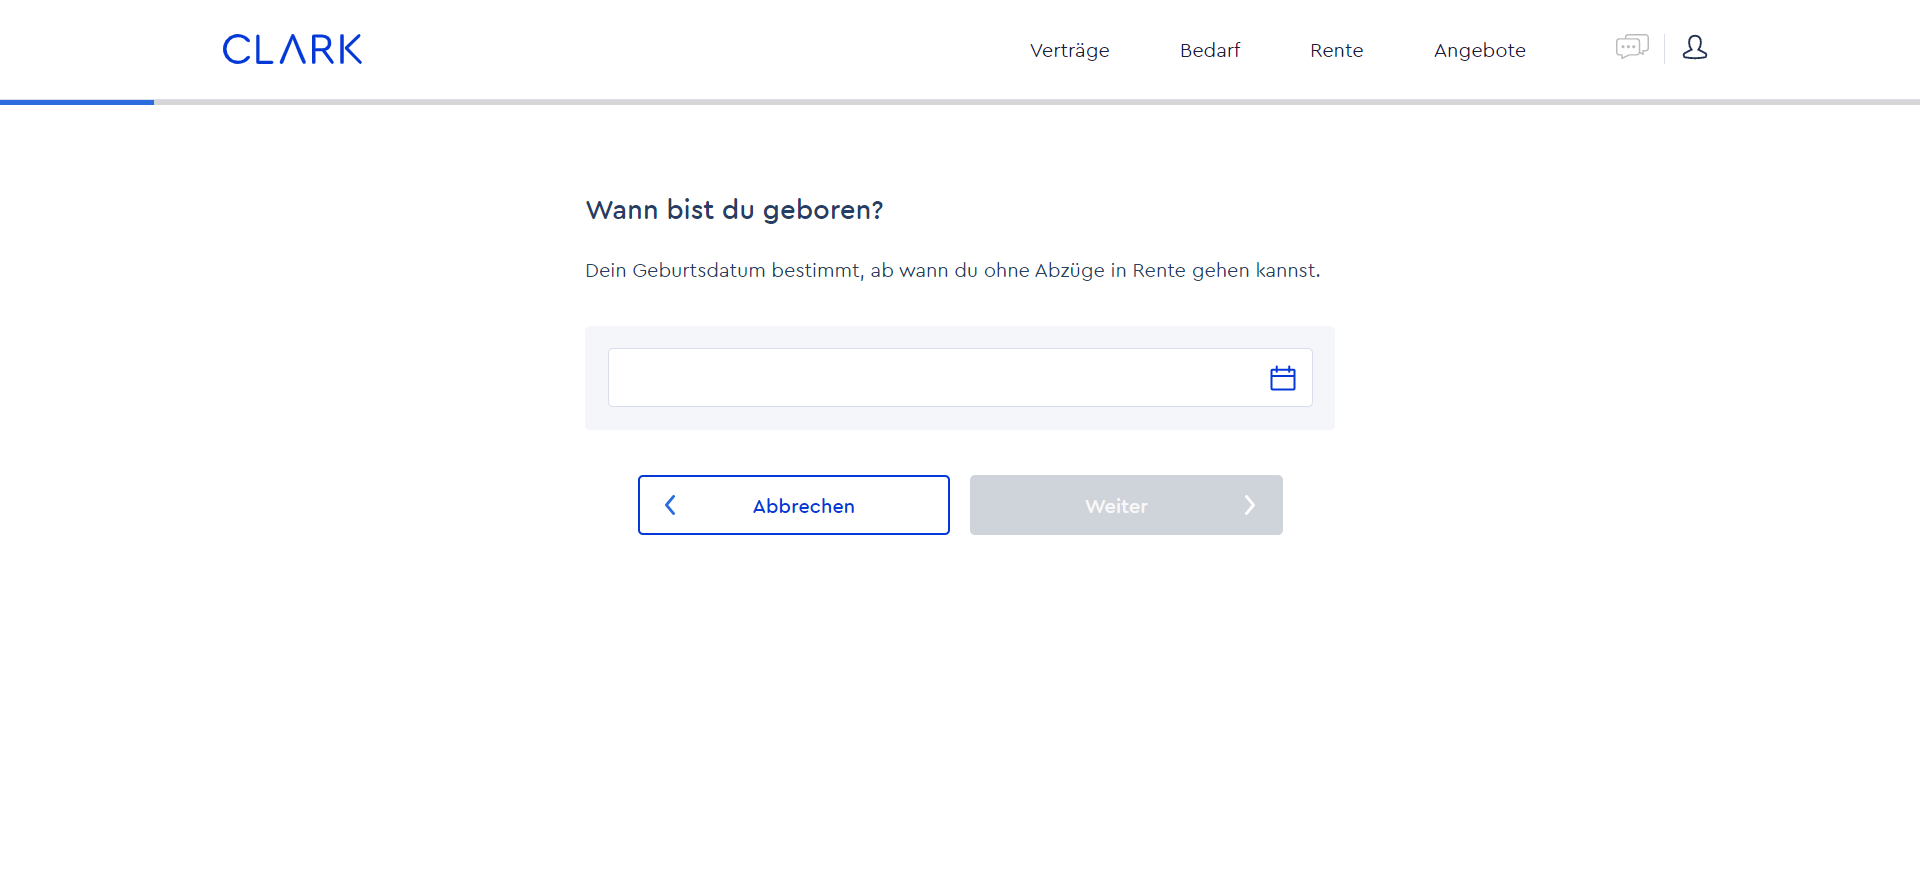 CLARK
Verträge Bedarf Rente Angebote
Wann bist du geboren?
Dein Geburtsdatum bestimmt, ab wann du ohne Abzüge in Rente gehen kannst.
Abbrechen Weiter